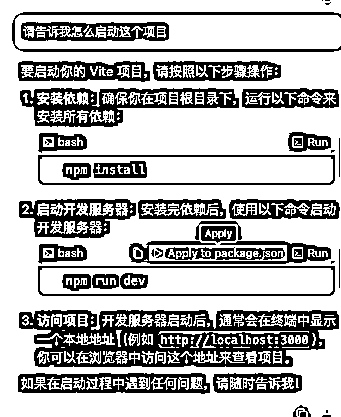 请告诉我怎么启动这个项目
要启动你的 Vite 项目，请按照以下步骤操作：
1. 安装依赖：确保你在项目根目录下，运行以下命令来
安装所有依赖：
bash Run
npm install
2. 启动开发服务器：安装完依赖后，使用以下命令启动
开发服务器：
Apply
bash Apply to package.json Run
npm run dev
3. 访问项目：开发服务器启动后，通常会在终端中显示
一个本地地址（例如 http://localhost:3000），
你可以在浏览器中访问这个地址来查看项目。
如果在启动过程中遇到任何问题，请随时告诉我！